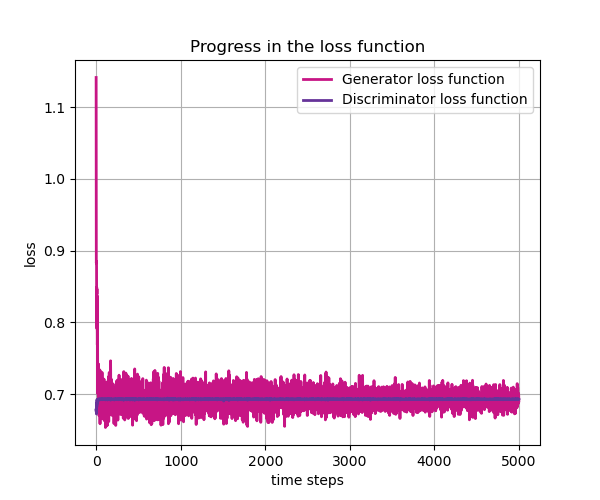 Progress in the loss function
Generator loss function
Discriminator loss function
1.1
1.0
0.9
0.8
0.7
loss
0
1000
2000
3000
4000
5000
time steps